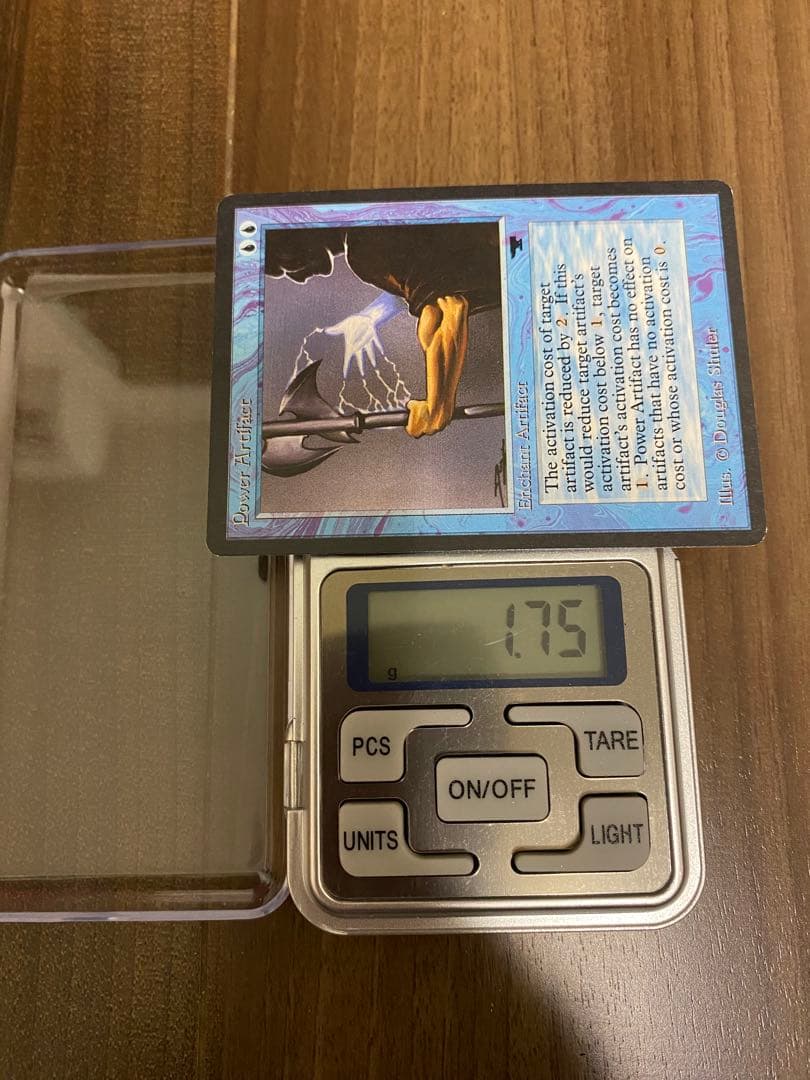 Power Artifact
Enchant Artifact
The activation cost of target
artifact is reduced by 2. If this
would reduce target artifact's
activation cost below 1, target
artifact's activation cost becomes
1. Power Artifact has no effect on
artifacts that have no activation
cost or whose activation cost is 0.
Illus. © Douglas Shuler
1.75
g
PCS
TARE
ON/OFF
UNITS
LIGHT